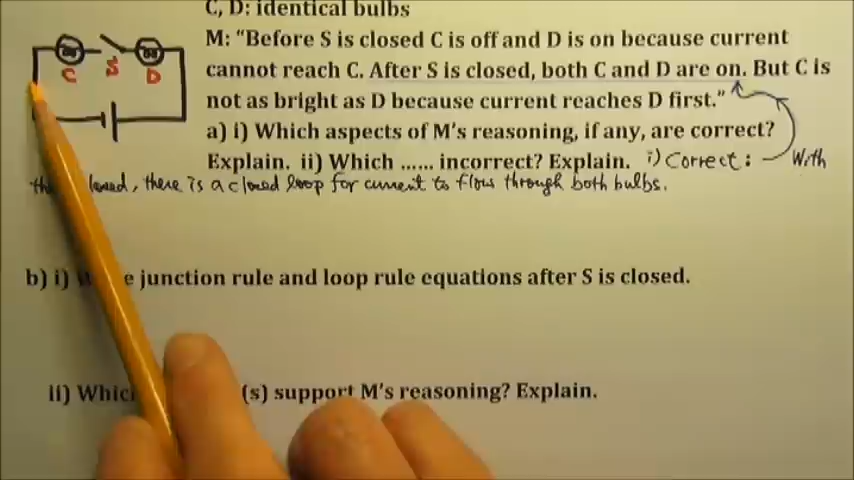 C, D: identical bulbs
M: "Before S is closed C is off and D is on because current
cannot reach C. After S is closed, both C and D are on. But C is
not as bright as D because current reaches D first."
a) i) Which aspects of M's reasoning, if any, are correct?
Explain. ii) Which ...... incorrect? Explain. i) Correct: With
closed, there is a closed loop for current to flow through both bulbs.
C S D
b) i) junction rule and loop rule equations after S is closed.
ii) Which (s) support M's reasoning? Explain.